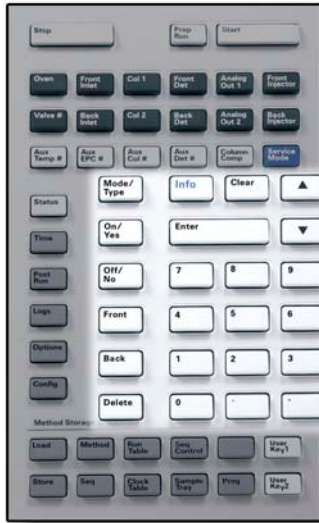 Stop
Prep Run
Start
Oven
Front Inlet
Col 1
Front Det
Analog Out 1
Front Injector
Valve #
Back Inlet
Col 2
Back Det
Analog Out 2
Back Injector
Aux Temp #
Aux EPC #
Aux Col #
Aux Det #
Column Comp
Service Mode
Mode/ Type
Info
Clear
Status
On/ Yes
Enter
Time
Off/ No
7
8
9
Post Run
Front
4
5
6
Logs
Back
1
2
3
Options
Config
Delete
0
.
-
Method Storage
Load
Method
Run Table
Seq Control
User Key1
Store
Seq
Clock Table
Sample Tray
Prog
User Key2